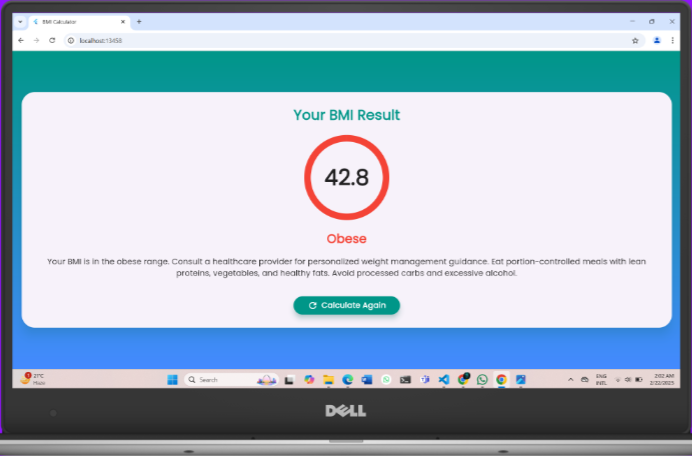 BMI Calculator
localhost:13458
Your BMI Result
42.8
Obese
Your BMI is in the obese range. Consult a healthcare provider for personalized weight management guidance. Eat portion-controlled meals with lean
proteins, vegetables, and healthy fats. Avoid processed carbs and excessive alcohol.
Calculate Again
21°C
Haze
Search
ENG
INTL
2:02 AM
2/22/2025
DELL